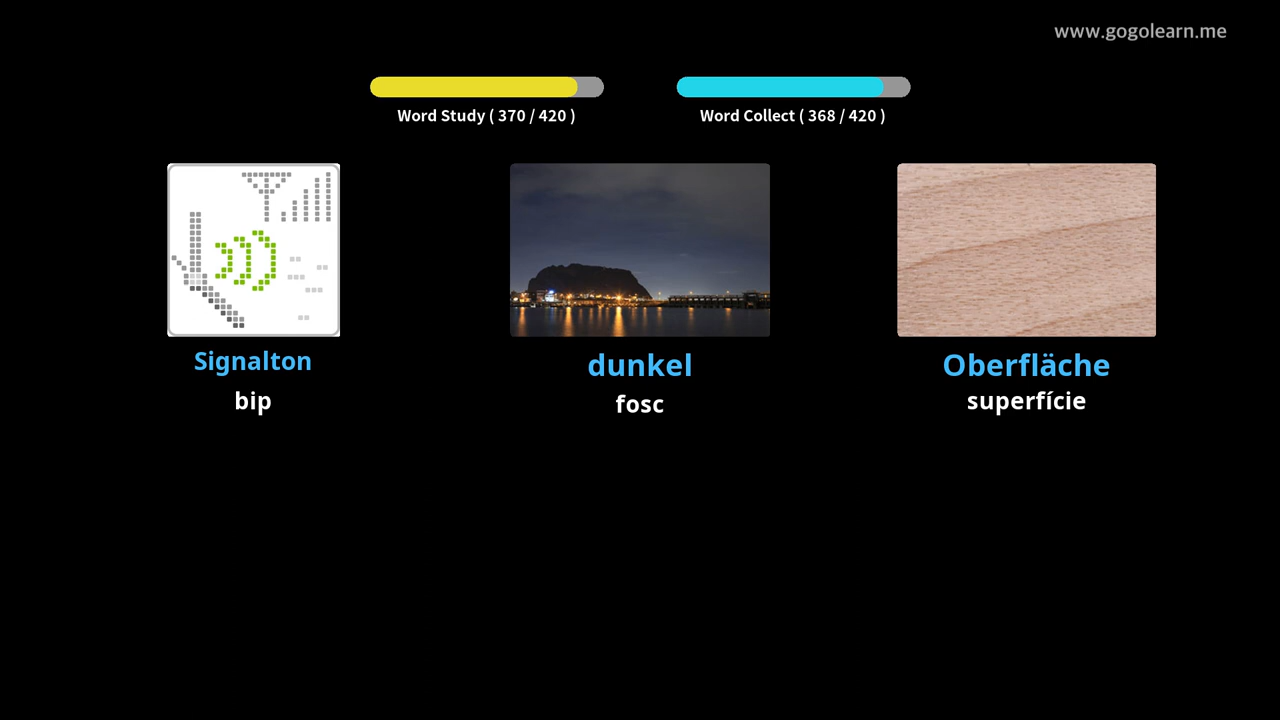 www.gogolearn.me
Word Study ( 370 / 420 )
Word Collect ( 368 / 420 )
Signalton
bip
dunkel
fosc
Oberfläche
superfície